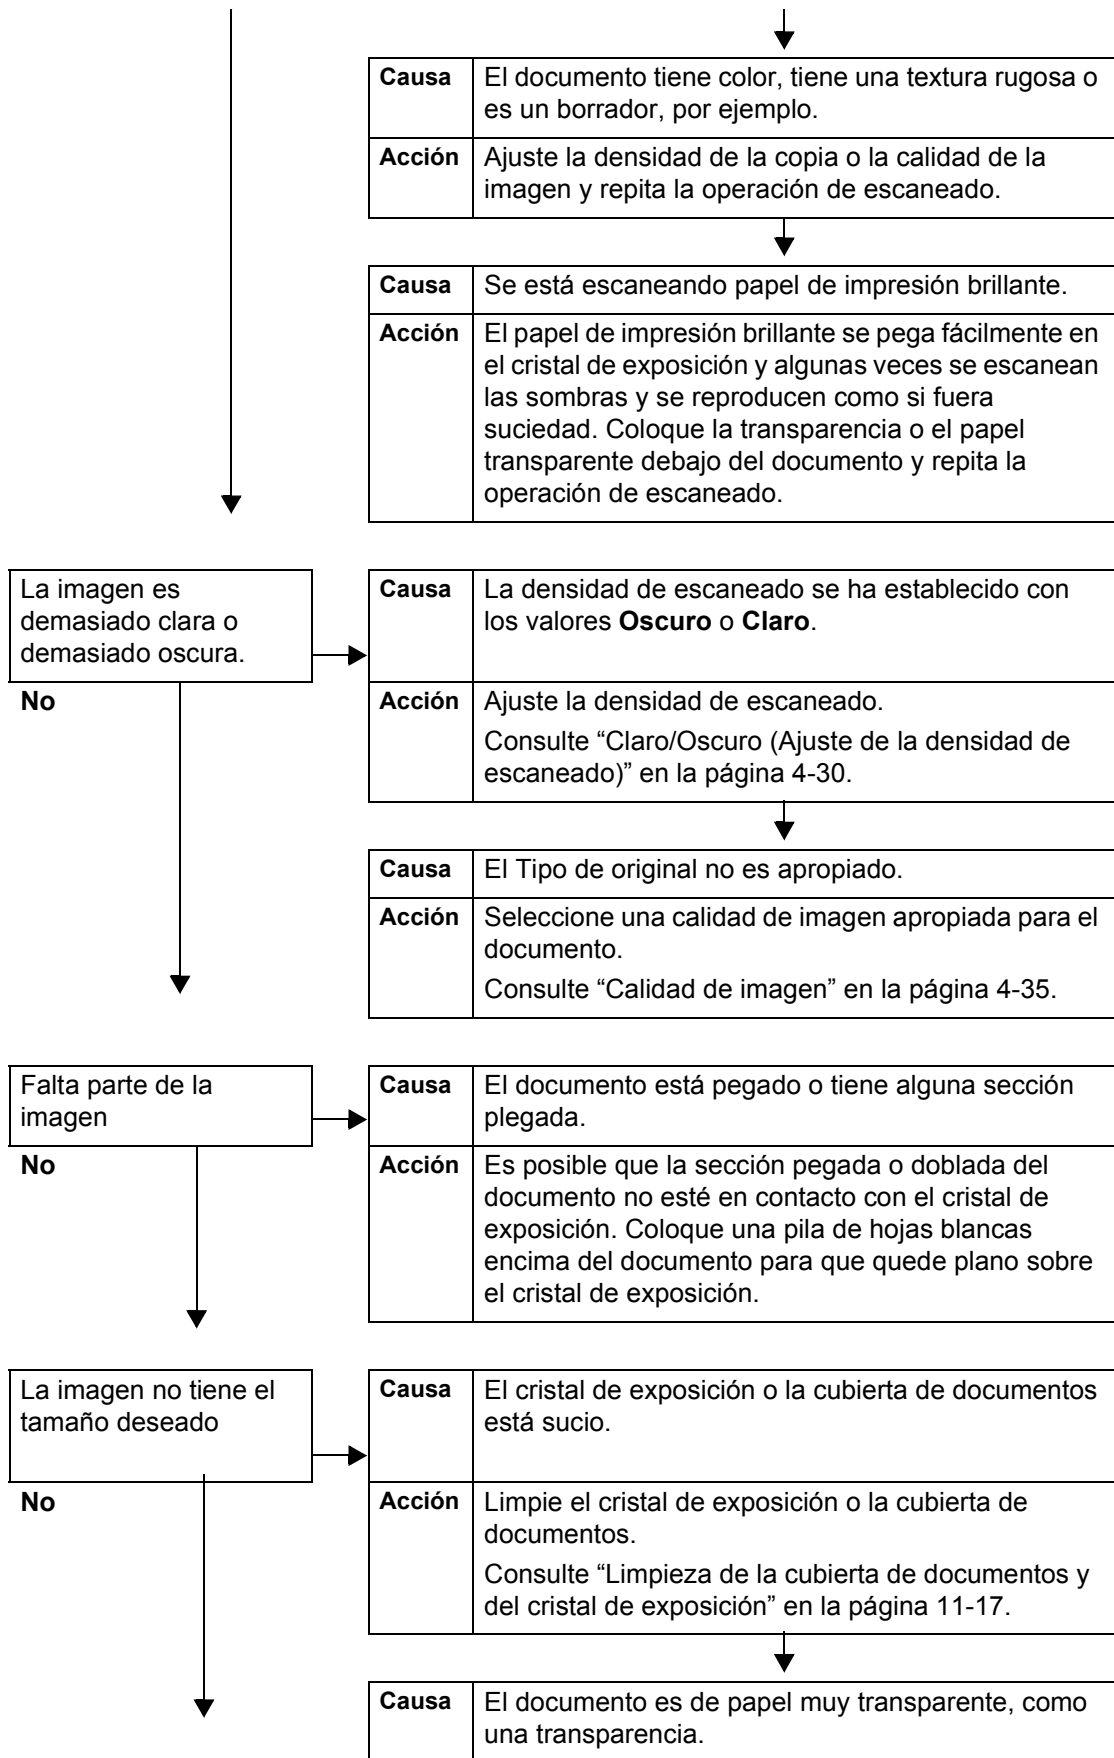 Causa El documento tiene color, tiene una textura rugosa o
es un borrador, por ejemplo.
Acción Ajuste la densidad de la copia o la calidad de la
imagen y repita la operación de escaneado.
Causa Se está escaneando papel de impresión brillante.
Acción El papel de impresión brillante se pega fácilmente en
el cristal de exposición y algunas veces se escanean
las sombras y se reproducen como si fuera
suciedad. Coloque la transparencia o el papel
transparente debajo del documento y repita la
operación de escaneado.
La imagen es
demasiado clara o
demasiado oscura.
No
Causa La densidad de escaneado se ha establecido con
los valores Oscuro o Claro.
Acción Ajuste la densidad de escaneado.
Consulte “Claro/Oscuro (Ajuste de la densidad de
escaneado)” en la página 4-30.
Causa El Tipo de original no es apropiado.
Acción Seleccione una calidad de imagen apropiada para el
documento.
Consulte “Calidad de imagen” en la página 4-35.
Falta parte de la
imagen
No
Causa El documento está pegado o tiene alguna sección
plegada.
Acción Es posible que la sección pegada o doblada del
documento no esté en contacto con el cristal de
exposición. Coloque una pila de hojas blancas
encima del documento para que quede plano sobre
el cristal de exposición.
La imagen no tiene el
tamaño deseado
No
Causa El cristal de exposición o la cubierta de documentos
está sucio.
Acción Limpie el cristal de exposición o la cubierta de
documentos.
Consulte “Limpieza de la cubierta de documentos y
del cristal de exposición” en la página 11-17.
Causa El documento es de papel muy transparente, como
una transparencia.